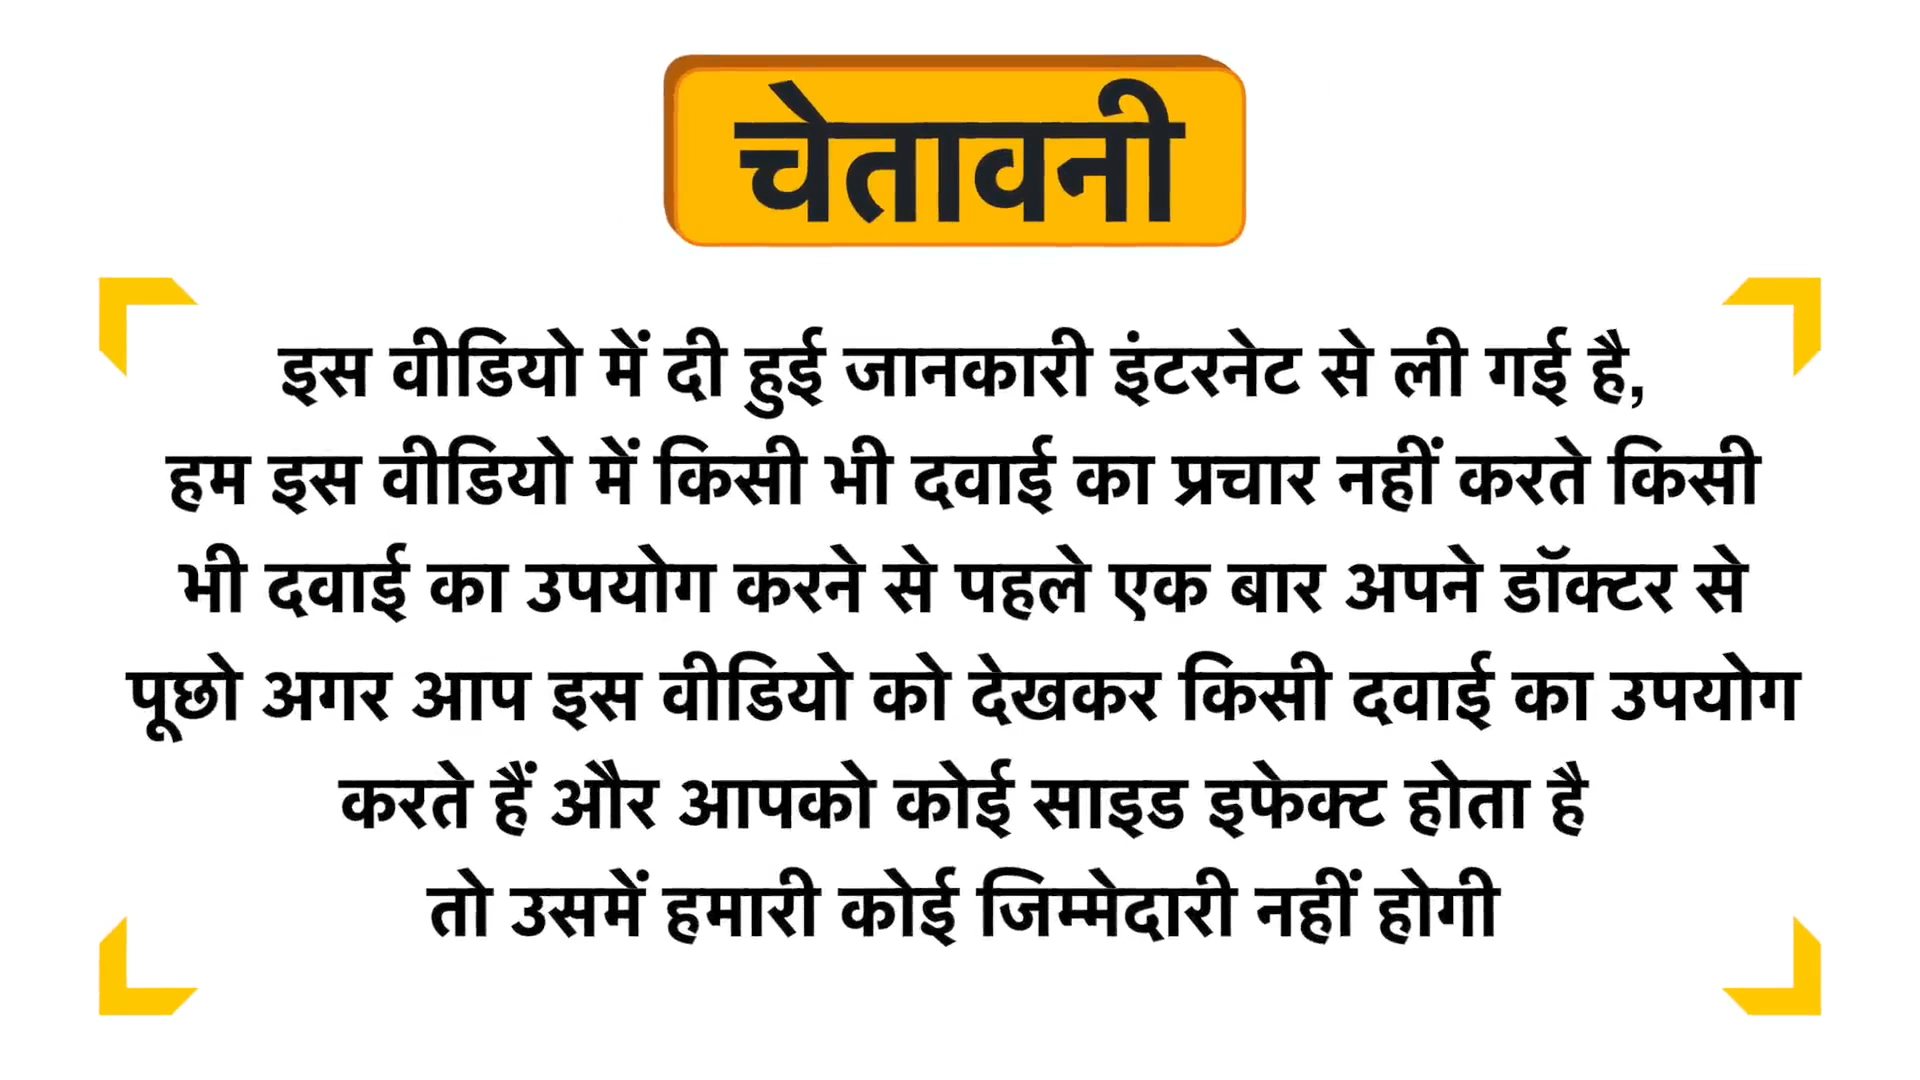 चेतावनी
इस वीडियो में दी हुई जानकारी इंटरनेट से ली गई है,
हम इस वीडियो में किसी भी दवाई का प्रचार नहीं करते किसी
भी दवाई का उपयोग करने से पहले एक बार अपने डॉक्टर से
पूछो अगर आप इस वीडियो को देखकर किसी दवाई का उपयोग
करते हैं और आपको कोई साइड इफेक्ट होता है
तो उसमें हमारी कोई जिम्मेदारी नहीं होगी